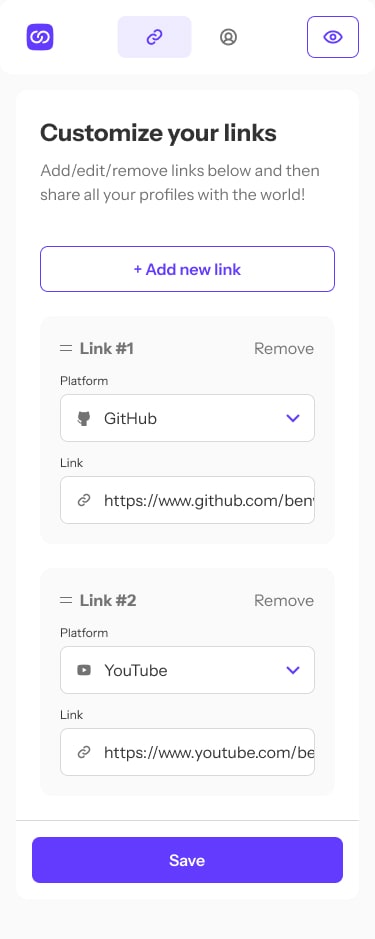 Customize your links
Add/edit/remove links below and then
share all your profiles with the world!
+ Add new link
Link #1
Remove
Platform
GitHub
Link
https://www.github.com/ben
Link #2
Remove
Platform
YouTube
Link
https://www.youtube.com/be
Save